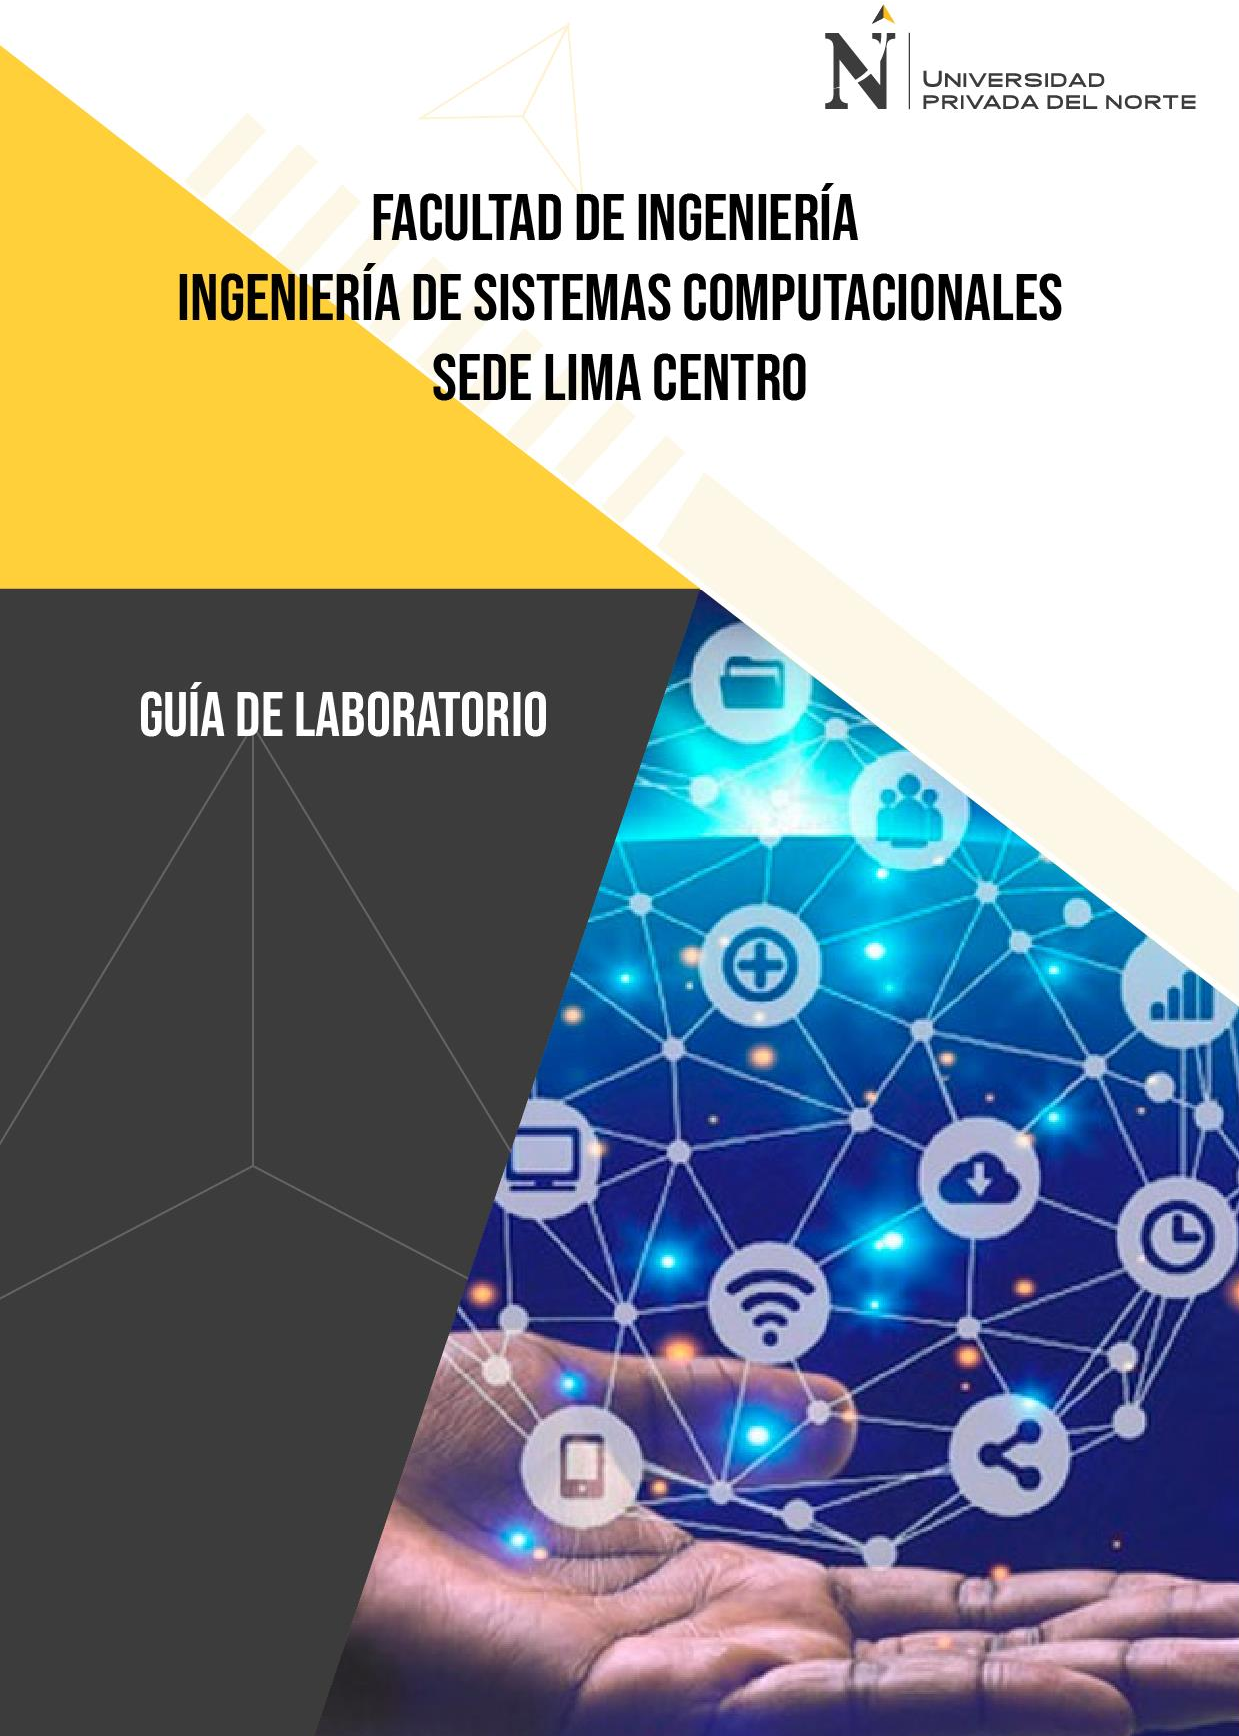 UNIVERSIDAD
PRIVADA DEL NORTE
FACULTAD DE INGENIERÍA
INGENIERÍA DE SISTEMAS COMPUTACIONALES
SEDE LIMA CENTRO
GUÍA DE LABORATORIO